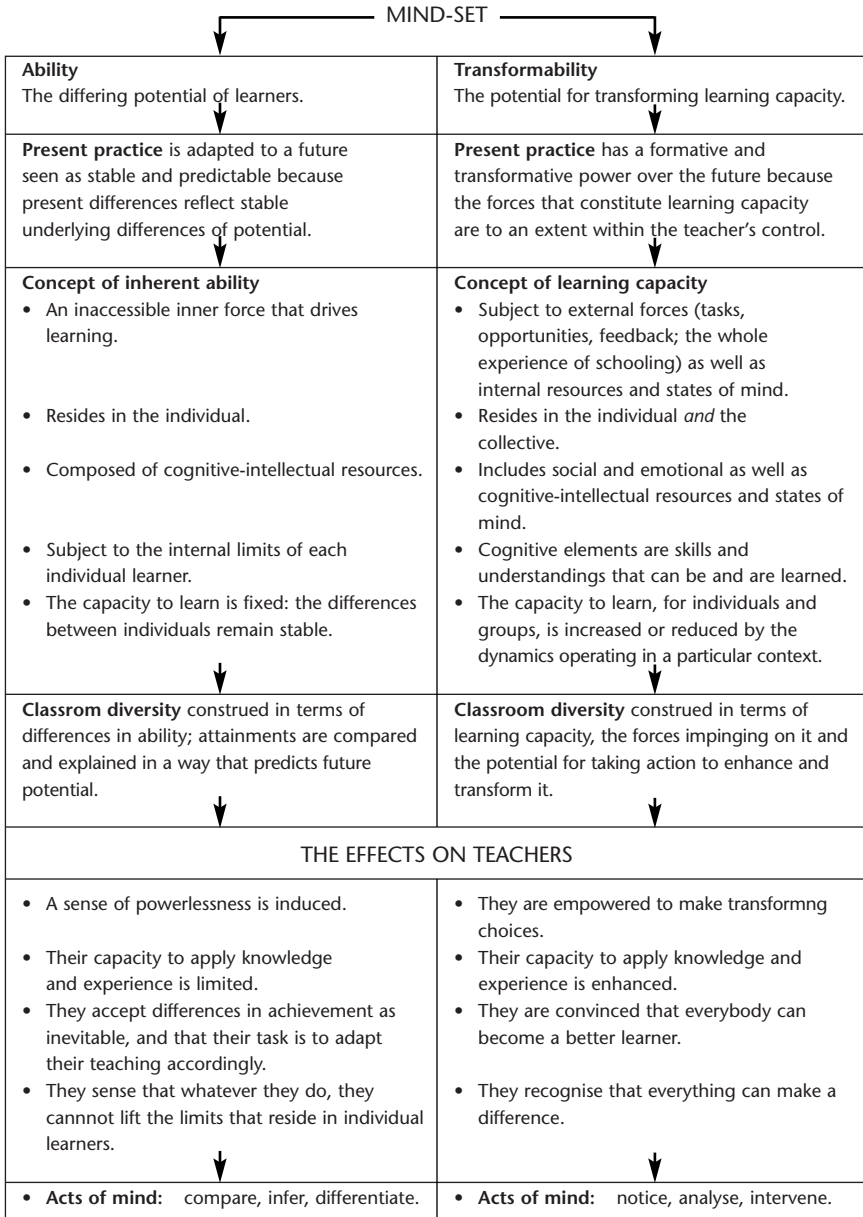 MIND-SET
Ability
The differing potential of learners.
Transformability
The potential for transforming learning capacity.
Present practice is adapted to a future
seen as stable and predictable because
present differences reflect stable
underlying differences of potential.
Present practice has a formative and
transformative power over the future because
the forces that constitute learning capacity
are to an extent within the teacher’s control.
Concept of inherent ability
• An inaccessible inner force that drives
learning.
• Resides in the individual.
• Composed of cognitive-intellectual resources.
• Subject to the internal limits of each
individual learner.
• The capacity to learn is fixed: the differences
between individuals remain stable.
Concept of learning capacity
• Subject to external forces (tasks,
opportunities, feedback; the whole
experience of schooling) as well as
internal resources and states of mind.
• Resides in the individual and the
collective.
• Includes social and emotional as well as
cognitive-intellectual resources and states of
mind.
• Cognitive elements are skills and
understandings that can be and are learned.
• The capacity to learn, for individuals and
groups, is increased or reduced by the
dynamics operating in a particular context.
Classrom diversity construed in terms of
differences in ability; attainments are compared
and explained in a way that predicts future
potential.
Classroom diversity construed in terms of
learning capacity, the forces impinging on it and
the potential for taking action to enhance and
transform it.
THE EFFECTS ON TEACHERS
• A sense of powerlessness is induced.
• Their capacity to apply knowledge
and experience is limited.
• They accept differences in achievement as
inevitable, and that their task is to adapt
their teaching accordingly.
• They sense that whatever they do, they
cannnot lift the limits that reside in individual
learners.
• They are empowered to make transformng
choices.
• Their capacity to apply knowledge and
experience is enhanced.
• They are convinced that everybody can
become a better learner.
• They recognise that everything can make a
difference.
• Acts of mind: compare, infer, differentiate.
• Acts of mind: notice, analyse, intervene.